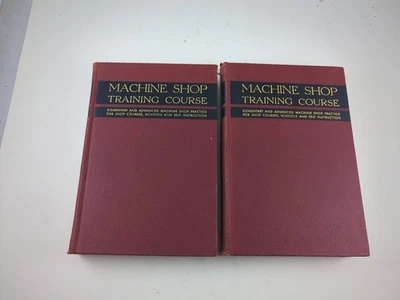 MACHINE SHOP
TRAINING COURSE
ELEMENTARY AND ADVANCED MACHINE SHOP PRACTICE
FOR SHOP COURSES, SCHOOLS AND SELF INSTRUCTION
MACHINE SHOP
TRAINING COURSE
ELEMENTARY AND ADVANCED MACHINE SHOP PRACTICE
FOR SHOP COURSES, SCHOOLS AND SELF INSTRUCTION